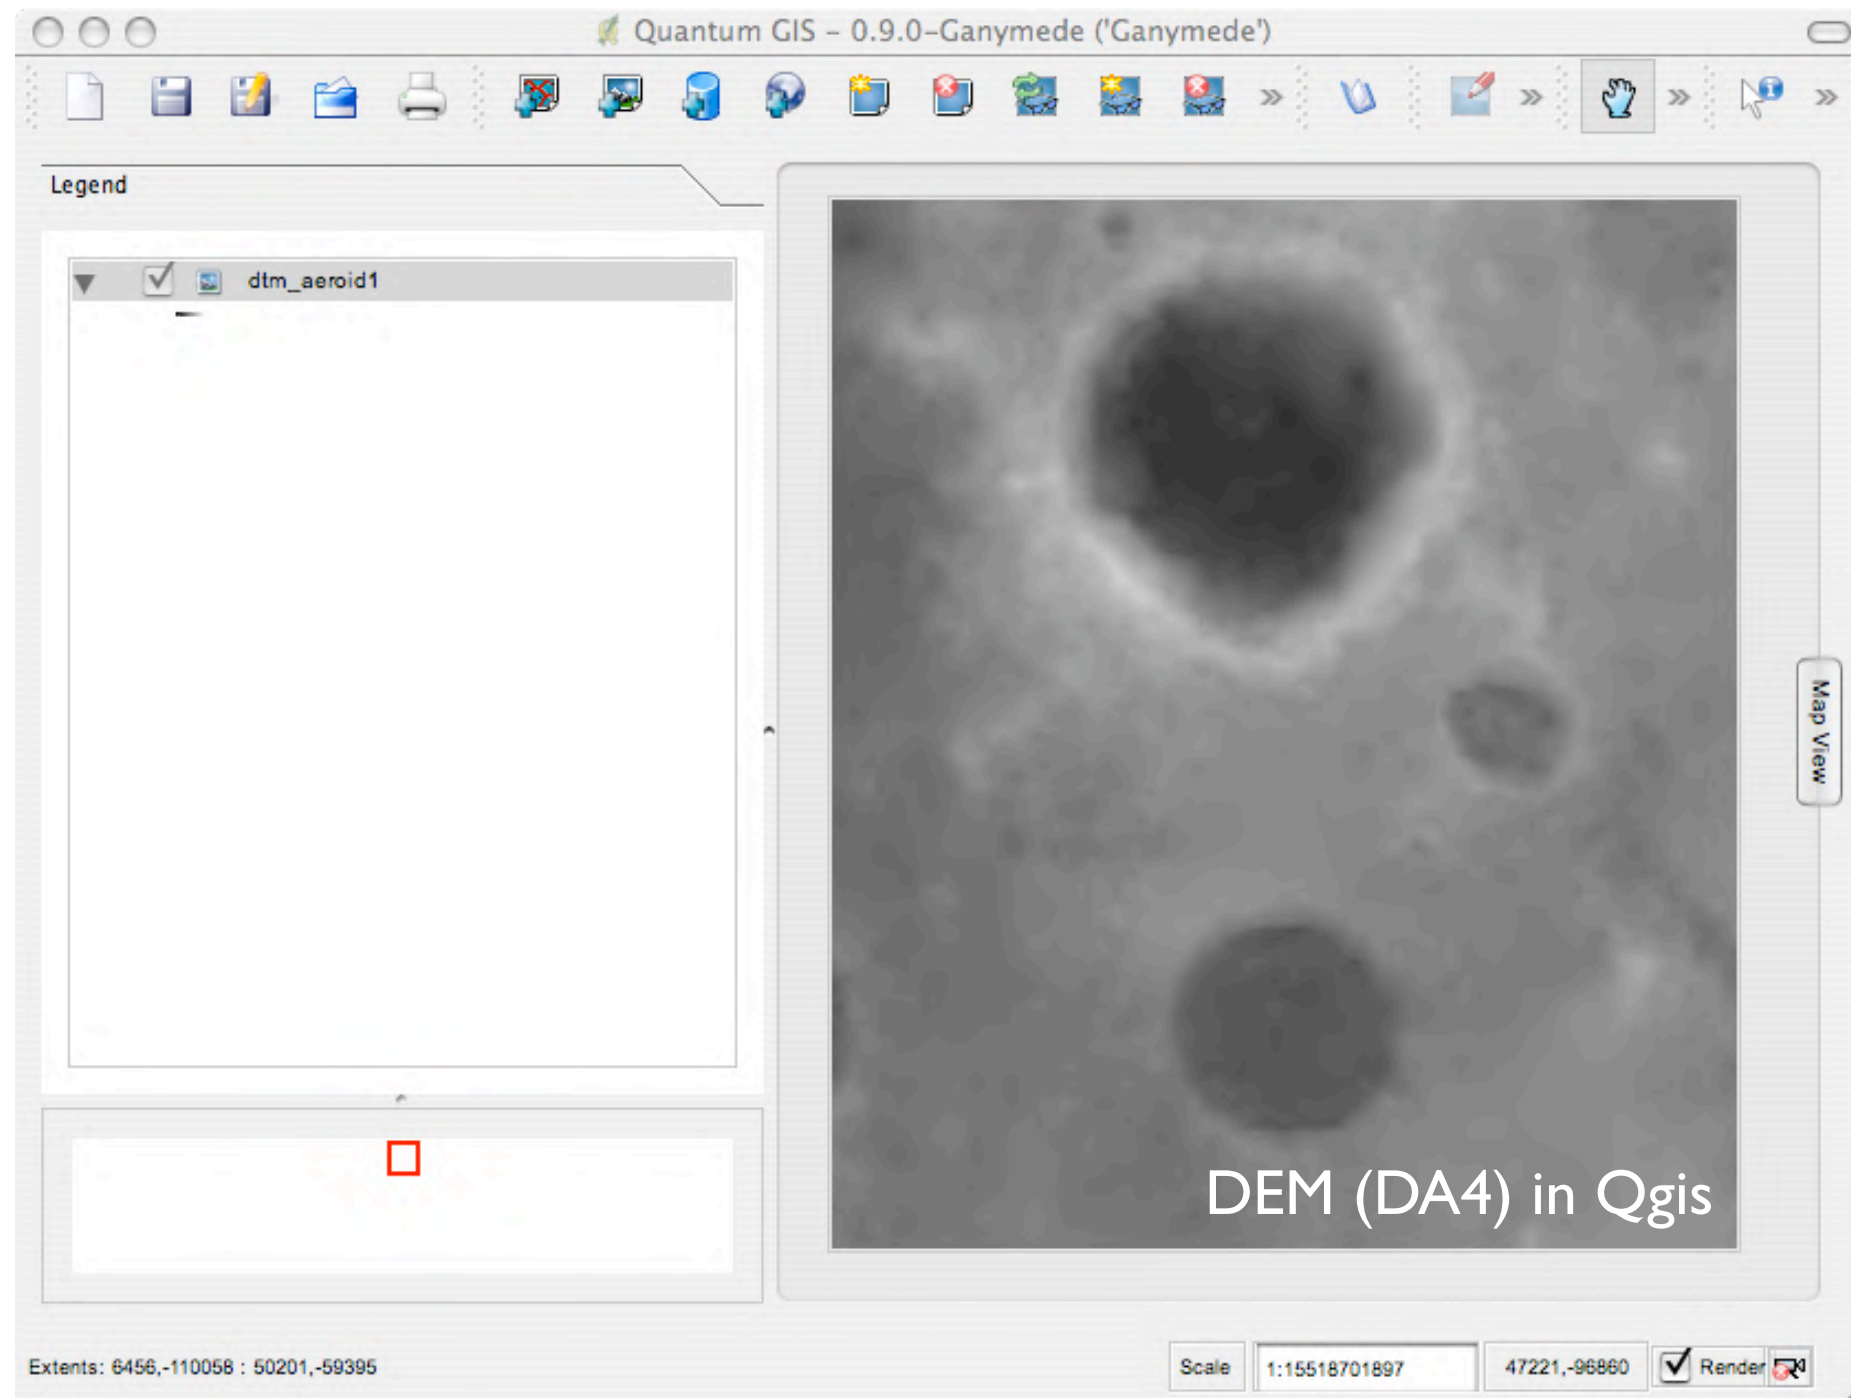 Quantum GIS - 0.9.0-Ganymede ('Ganymede')
Legend
dtm_aeroid1
Map View
DEM (DA4) in Qgis
Extents: 6456,-110058 : 50201,-59395
Scale
1:15518701897
47221,-96860
Render